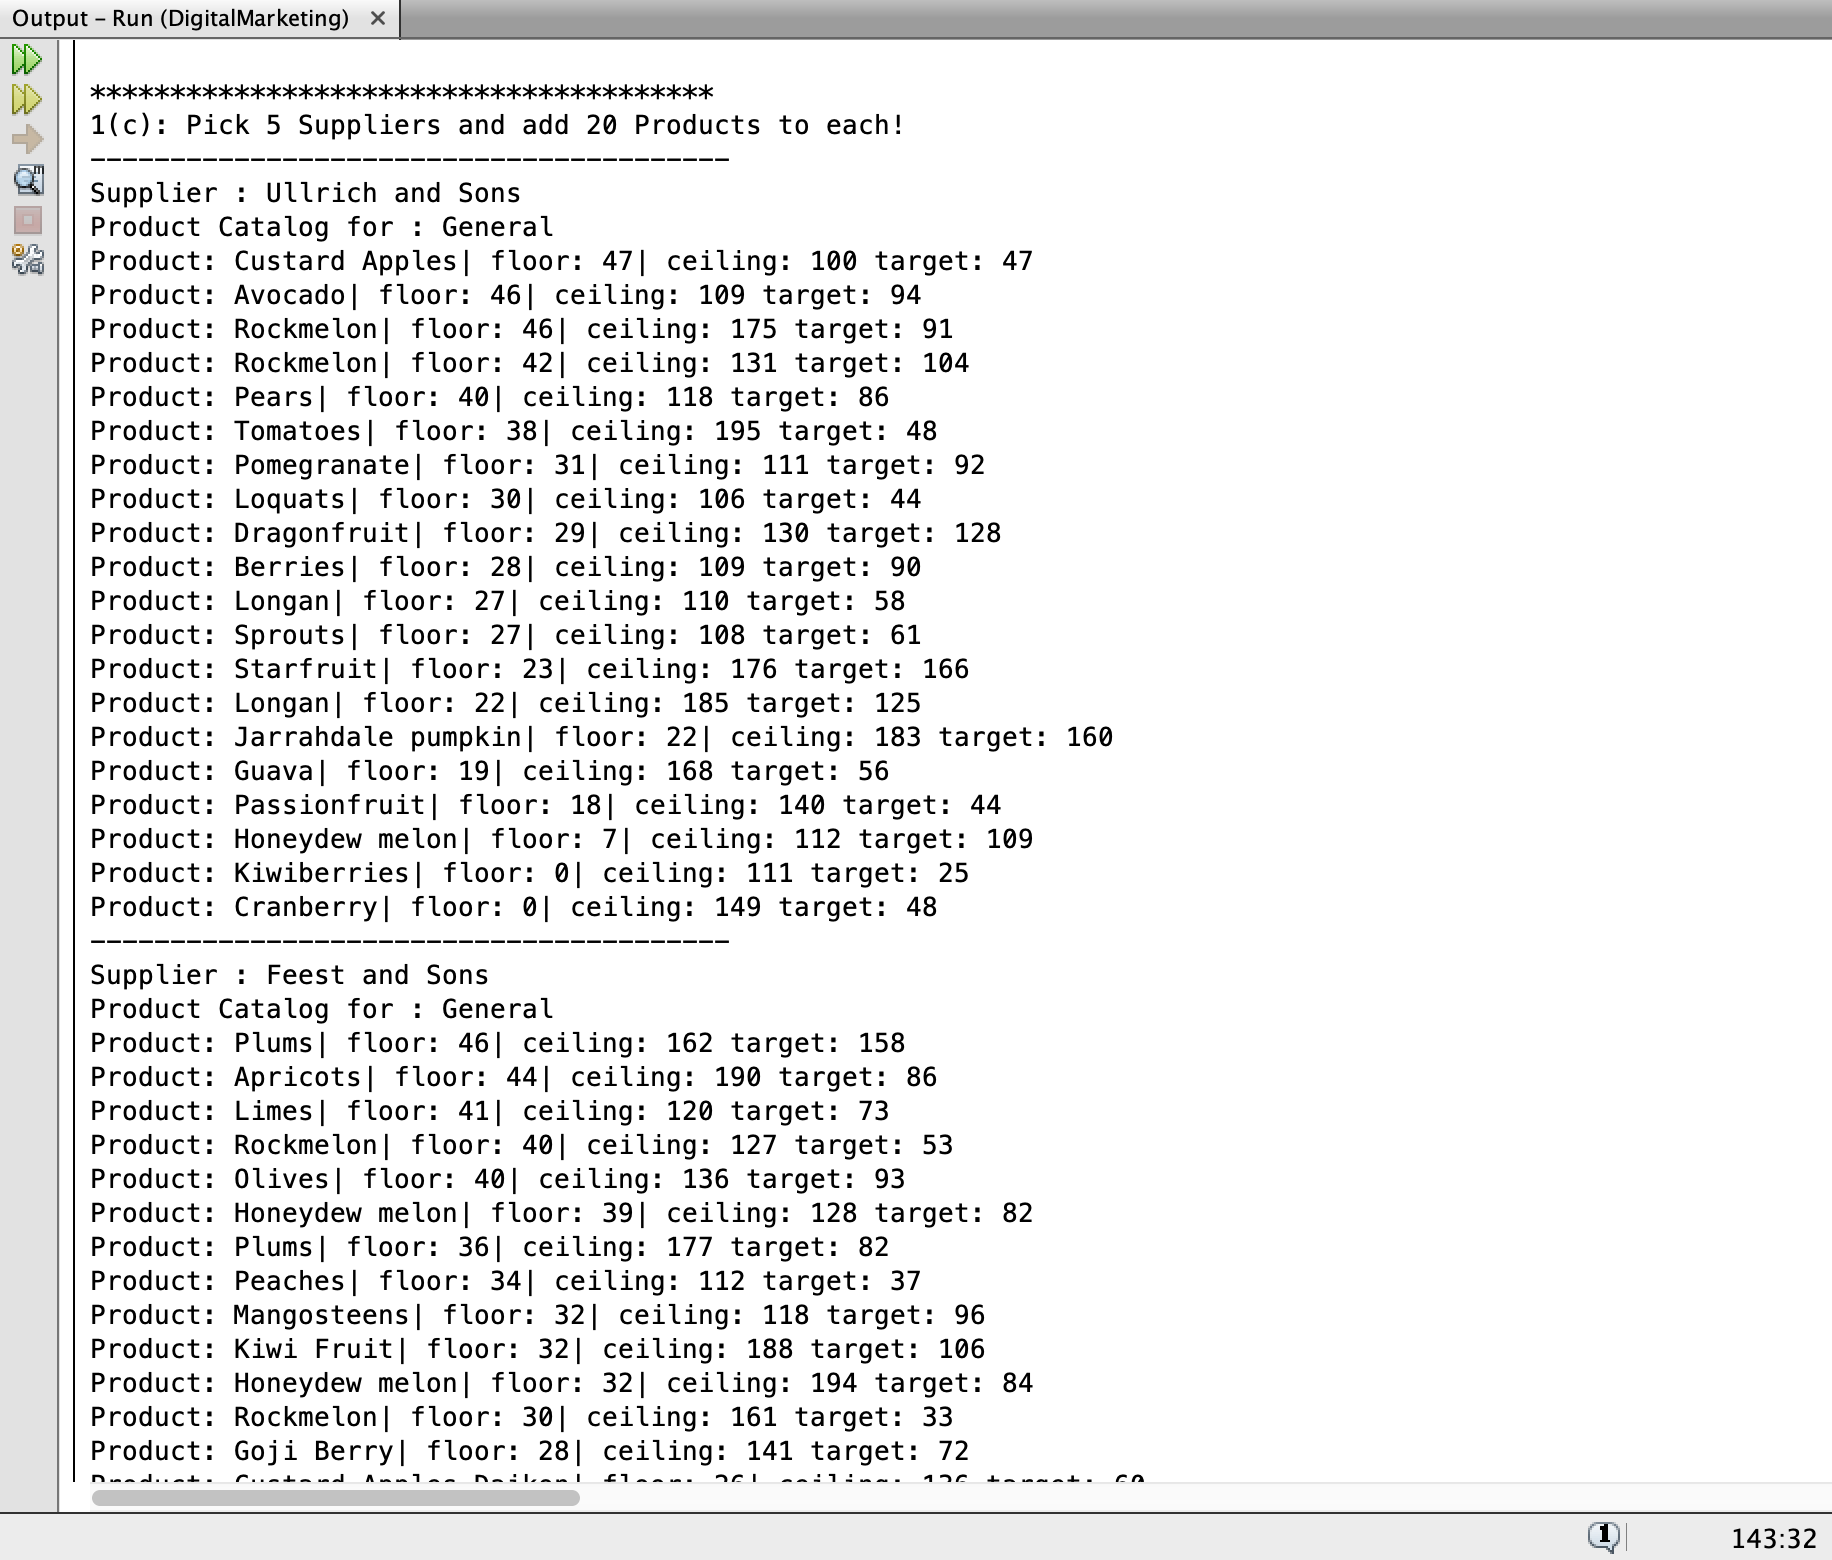 Output – Run (DigitalMarketing) ×
***************************************
1(c): Pick 5 Suppliers and add 20 Products to each!
----------------------------------------
Supplier : Ullrich and Sons
Product Catalog for : General
Product: Custard Apples| floor: 47| ceiling: 100 target: 47
Product: Avocado| floor: 46| ceiling: 109 target: 94
Product: Rockmelon| floor: 46| ceiling: 175 target: 91
Product: Rockmelon| floor: 42| ceiling: 131 target: 104
Product: Pears| floor: 40| ceiling: 118 target: 86
Product: Tomatoes| floor: 38| ceiling: 195 target: 48
Product: Pomegranate| floor: 31| ceiling: 111 target: 92
Product: Loquats| floor: 30| ceiling: 106 target: 44
Product: Dragonfruit| floor: 29| ceiling: 130 target: 128
Product: Berries| floor: 28| ceiling: 109 target: 90
Product: Longan| floor: 27| ceiling: 110 target: 58
Product: Sprouts| floor: 27| ceiling: 108 target: 61
Product: Starfruit| floor: 23| ceiling: 176 target: 166
Product: Longan| floor: 22| ceiling: 185 target: 125
Product: Jarrahdale pumpkin| floor: 22| ceiling: 183 target: 160
Product: Guava| floor: 19| ceiling: 168 target: 56
Product: Passionfruit| floor: 18| ceiling: 140 target: 44
Product: Honeydew melon| floor: 7| ceiling: 112 target: 109
Product: Kiwiberries| floor: 0| ceiling: 111 target: 25
Product: Cranberry| floor: 0| ceiling: 149 target: 48
----------------------------------------
Supplier : Feest and Sons
Product Catalog for : General
Product: Plums| floor: 46| ceiling: 162 target: 158
Product: Apricots| floor: 44| ceiling: 190 target: 86
Product: Limes| floor: 41| ceiling: 120 target: 73
Product: Rockmelon| floor: 40| ceiling: 127 target: 53
Product: Olives| floor: 40| ceiling: 136 target: 93
Product: Honeydew melon| floor: 39| ceiling: 128 target: 82
Product: Plums| floor: 36| ceiling: 177 target: 82
Product: Peaches| floor: 34| ceiling: 112 target: 37
Product: Mangosteens| floor: 32| ceiling: 118 target: 96
Product: Kiwi Fruit| floor: 32| ceiling: 188 target: 106
Product: Honeydew melon| floor: 32| ceiling: 194 target: 84
Product: Rockmelon| floor: 30| ceiling: 161 target: 33
Product: Goji Berry| floor: 28| ceiling: 141 target: 72
Product: Custard Apples Daikon| floor: ceiling: target:
1
143:32